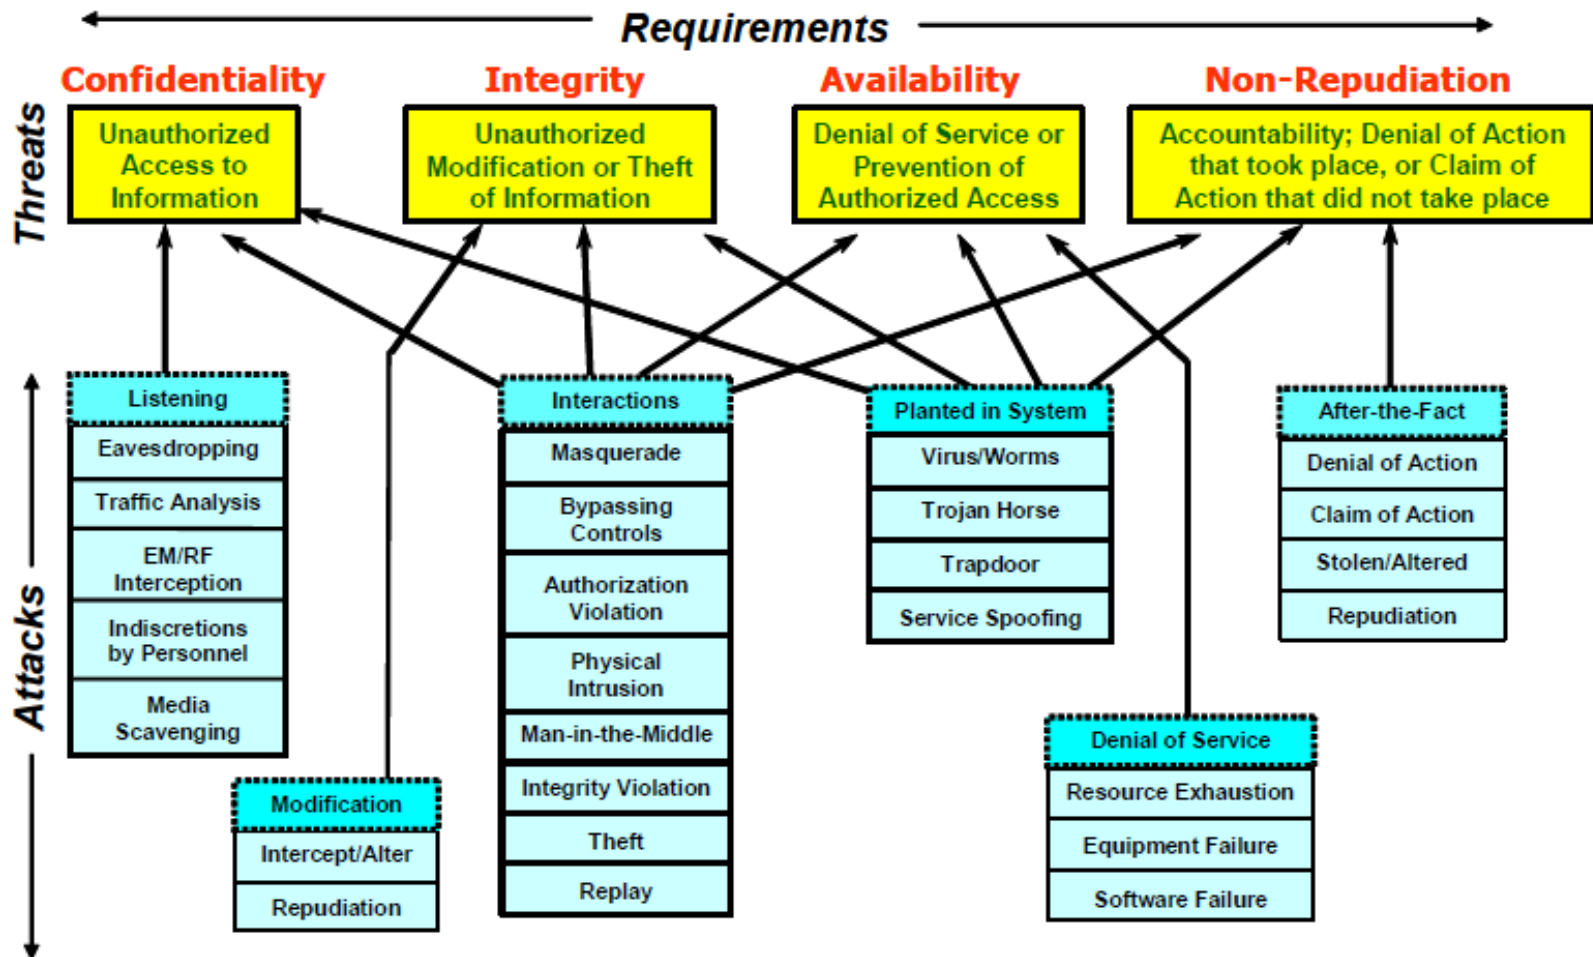 Requirements
Confidentiality
Integrity
Availability
Non-Repudiation
Threats
Unauthorized
Access to
Information
Unauthorized
Modification or Theft
of Information
Denial of Service or
Prevention of
Authorized Access
Accountability; Denial of Action
that took place, or Claim of
Action that did not take place
Attacks
Listening
Eavesdropping
Traffic Analysis
EM/RF
Interception
Indiscretions
by Personnel
Media
Scavenging
Modification
Intercept/Alter
Repudiation
Interactions
Masquerade
Bypassing
Controls
Authorization
Violation
Physical
Intrusion
Man-in-the-Middle
Integrity Violation
Theft
Replay
Planted in System
Virus/Worms
Trojan Horse
Trapdoor
Service Spoofing
Denial of Service
Resource Exhaustion
Equipment Failure
Software Failure
After-the-Fact
Denial of Action
Claim of Action
Stolen/Altered
Repudiation